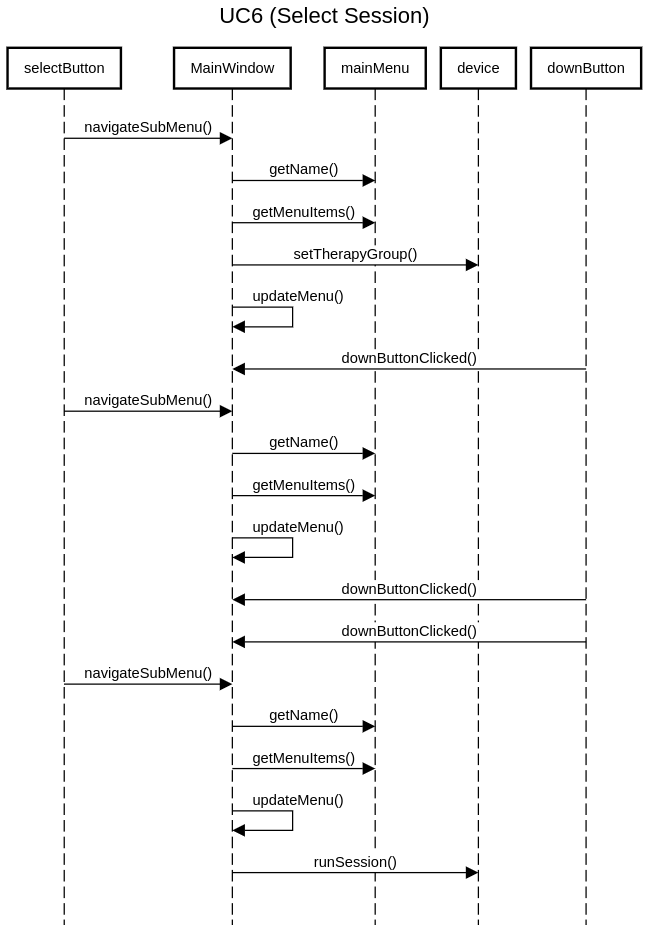 UC6 (Select Session)
selectButton
MainWindow
mainMenu
device
downButton
navigateSubMenu()
getName()
getMenuItems()
setTherapyGroup()
updateMenu()
downButtonClicked()
navigateSubMenu()
getName()
getMenuItems()
updateMenu()
downButtonClicked()
downButtonClicked()
navigateSubMenu()
getName()
getMenuItems()
updateMenu()
runSession()